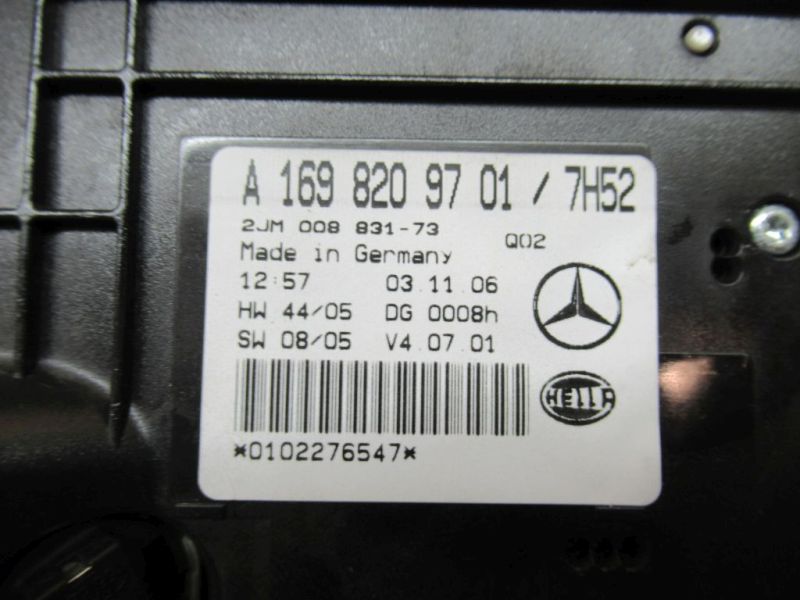 A 169 820 97 01 / 7H52
2JM 008 831-73
Q02
Made in Germany
12:57 03.11.06
HW 44/05 DG 0008h
SW 08/05 V4.07.01
HELLA
*0102276547*